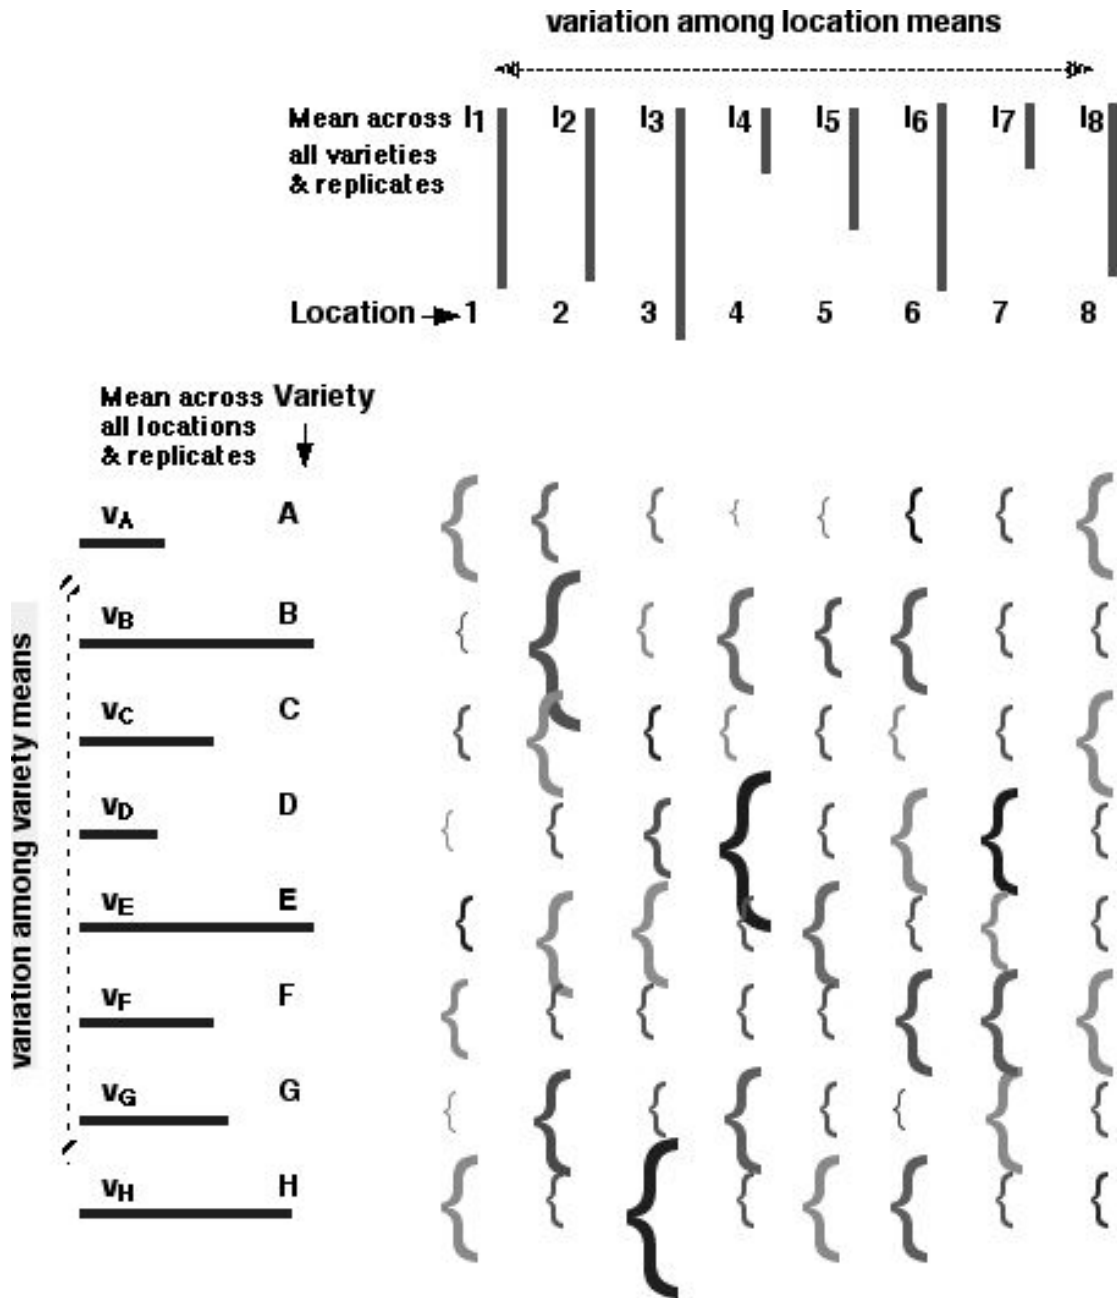 variation among location means
Mean across l1 l2 l3 l4 l5 l6 l7 l8
all varieties
& replicates
Location 1 2 3 4 5 6 7 8
Mean across Variety
all locations
& replicates
vA A
vB B
vC C
vD D
vE E
vF F
vG G
vH H
variation among variety means